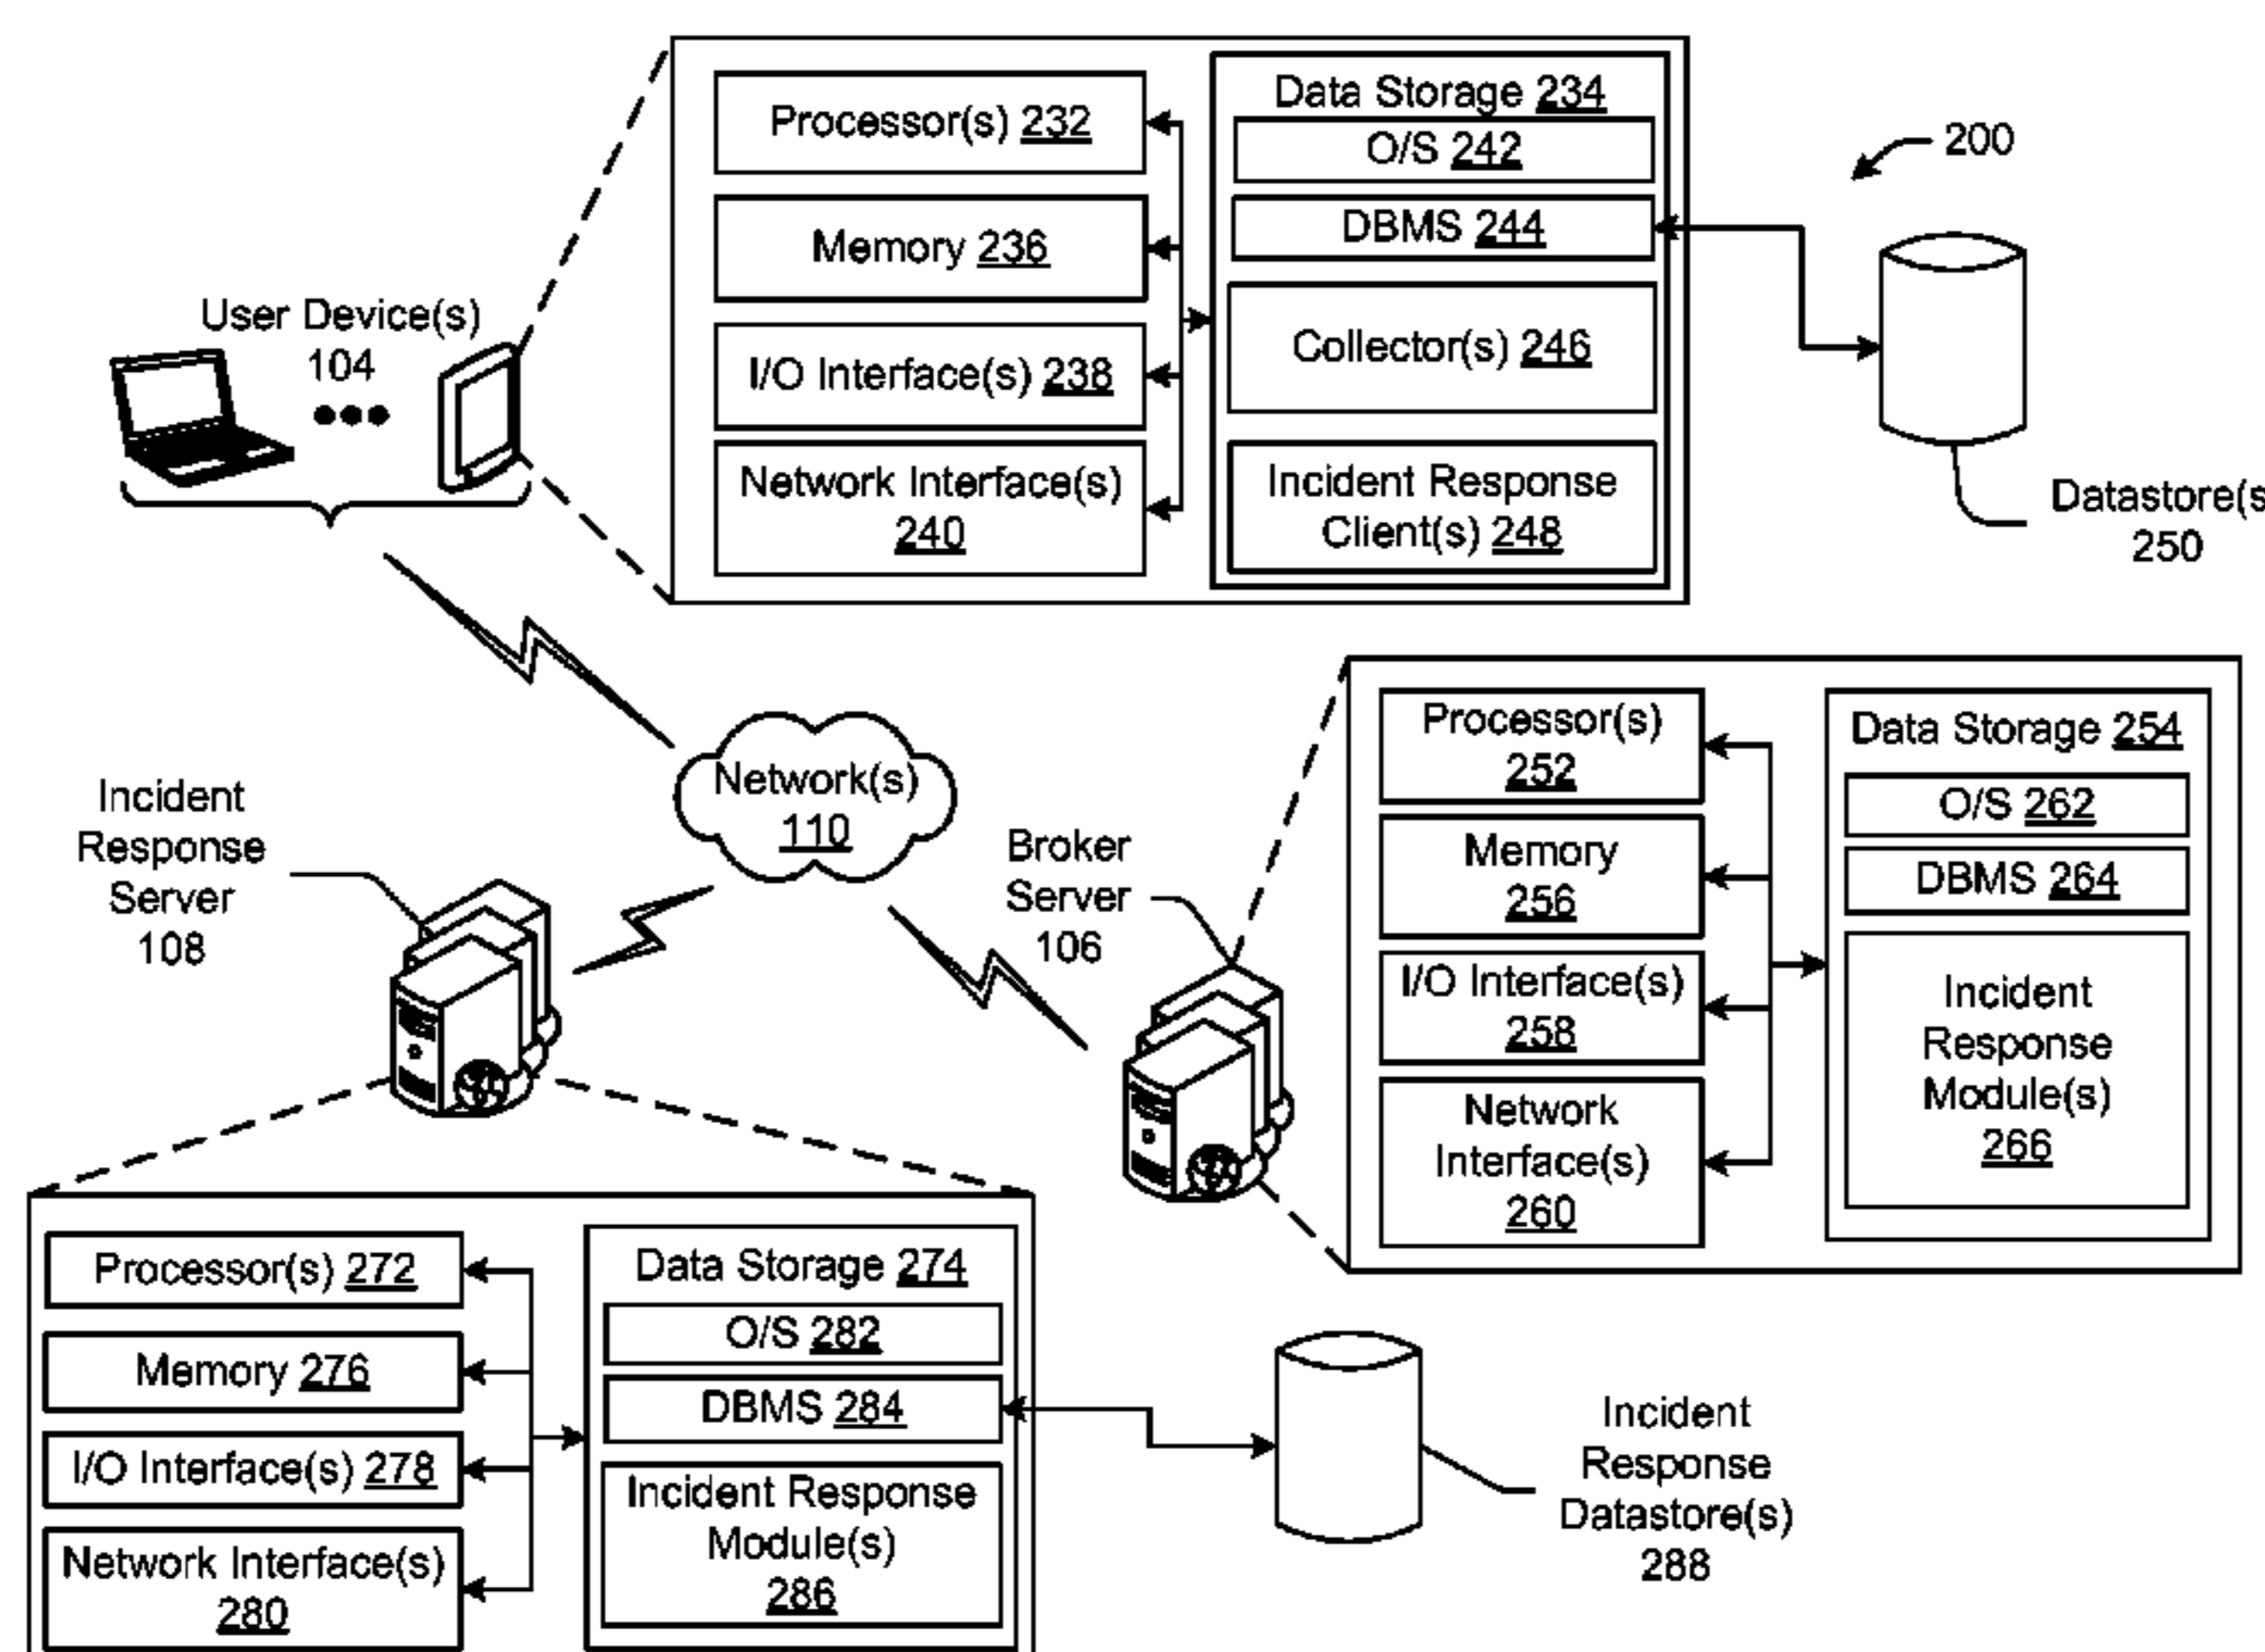 Processor(s) 232
Memory 236
I/O Interface(s) 238
Network Interface(s)
240
Data Storage 234
O/S 242
DBMS 244
Collector(s) 246
Incident Response
Client(s) 248
200
Datastore(s
250
User Device(s)
104
Network(s)
110
Incident
Response
Server
108
Broker
Server
106
Processor(s)
252
Memory
256
I/O Interface(s)
258
Network
Interface(s)
260
Data Storage 254
O/S 262
DBMS 264
Incident
Response
Module(s)
266
Processor(s) 272
Memory 276
I/O Interface(s) 278
Network Interface(s)
280
Data Storage 274
O/S 282
DBMS 284
Incident Response
Module(s)
286
Incident
Response
Datastore(s)
288